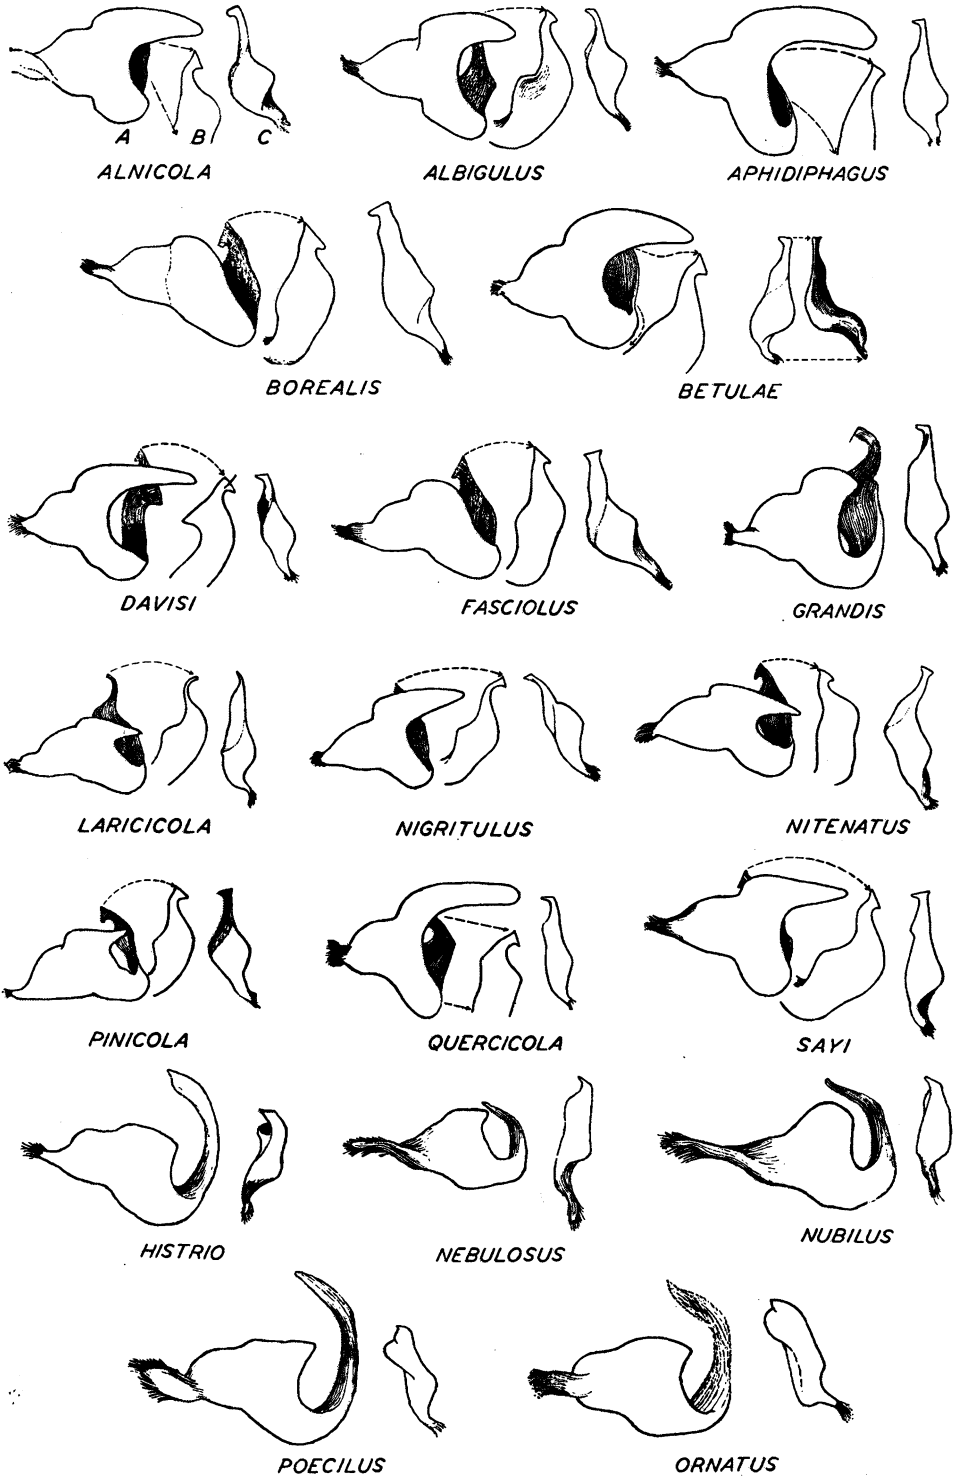 A B C
ALNICOLA ALBIGULUS APHIDIPHAGUS
BOREALIS BETULAE
DAVISI FASCIOLUS GRANDIS
LARICICOLA NIGRITULUS NITENATUS
PINICOLA QUERCICOLA SAYI
HISTRIO NEBULOSUS NUBILUS
POECILUS ORNATUS